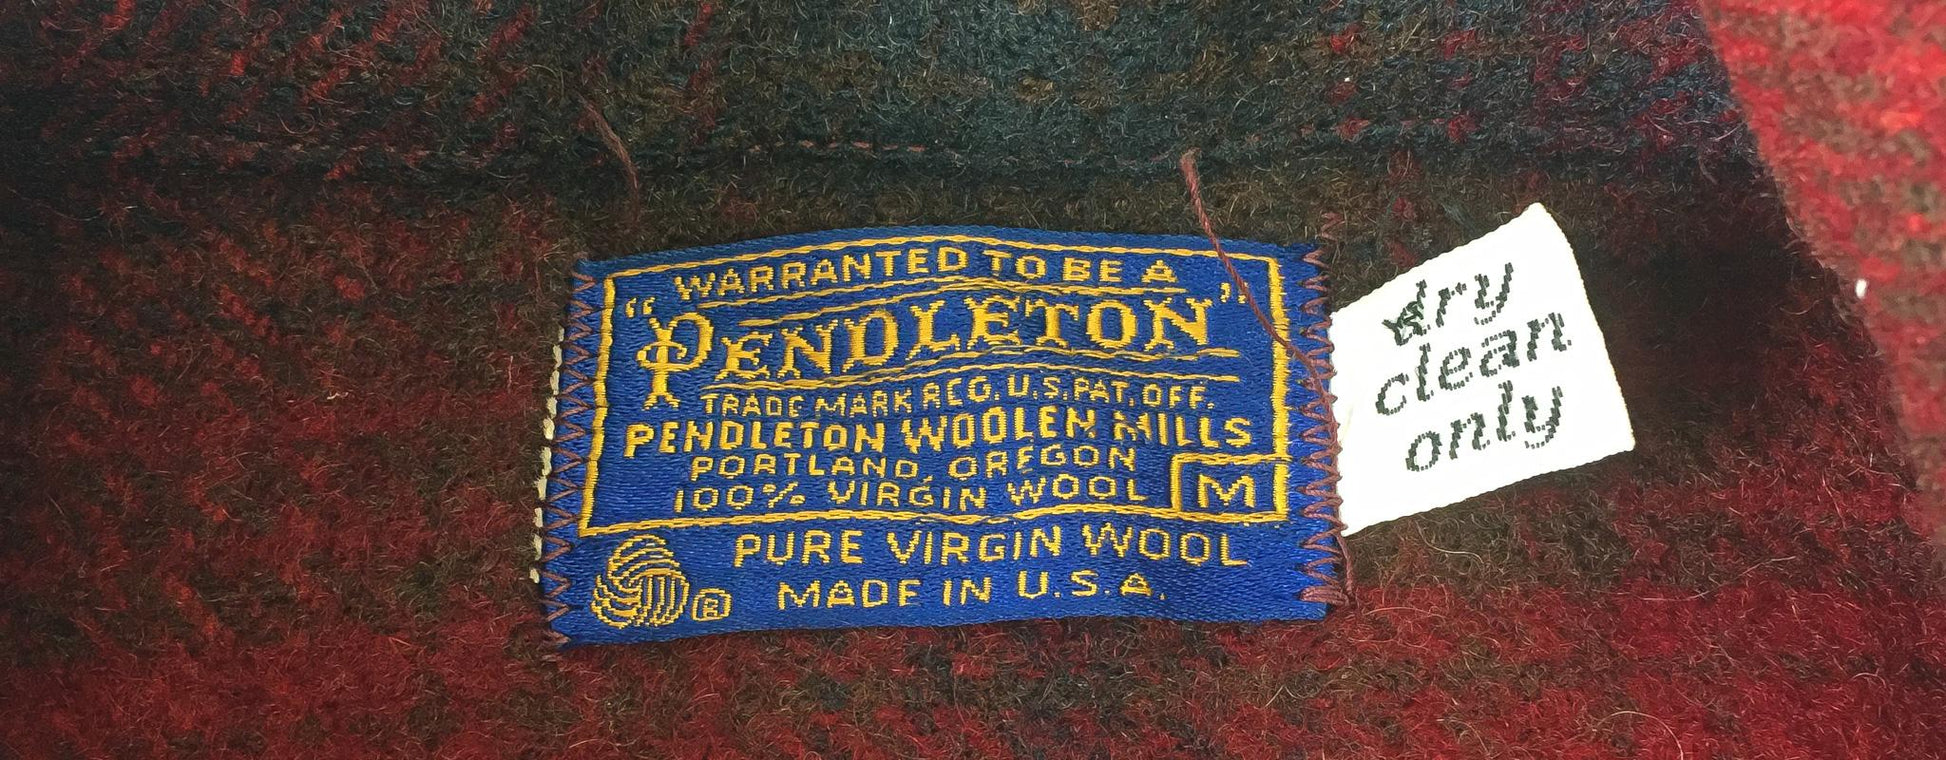 WARRANTED TO BE A
"PENDLETON"
TRADE MARK REG. U.S. PAT. OFF.
PENDLETON WOOLEN MILLS
PORTLAND, OREGON
100% VIRGIN WOOL
M
PURE VIRGIN WOOL
® MADE IN U.S.A.
dry
clean
only